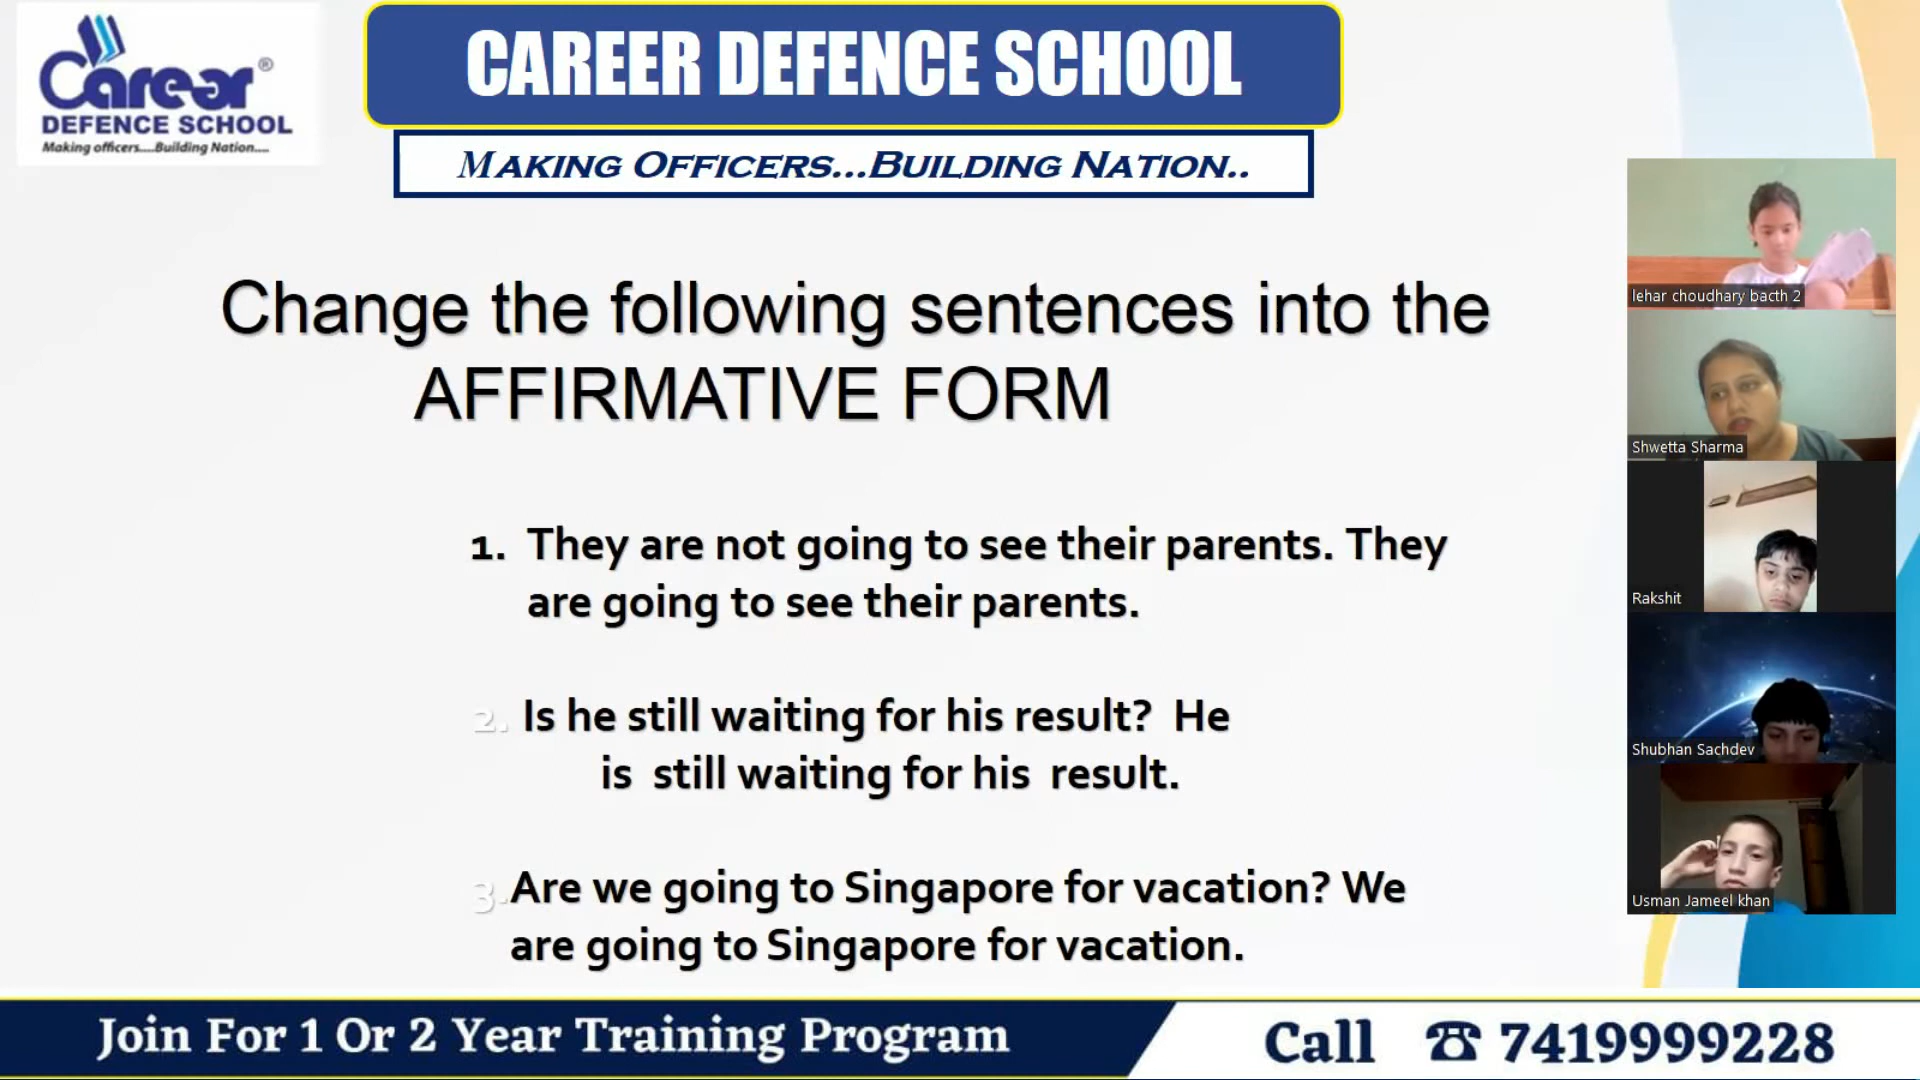 Career®
DEFENCE SCHOOL
Making officers....Building Nation....
CAREER DEFENCE SCHOOL
MAKING OFFICERS...BUILDING NATION..
Change the following sentences into the
AFFIRMATIVE FORM
1. They are not going to see their parents. They
are going to see their parents.
2. Is he still waiting for his result? He
is still waiting for his result.
3. Are we going to Singapore for vacation? We
are going to Singapore for vacation.
lehar choudhary bacth 2
Shwetta Sharma
Rakshit
Shubhan Sachdev
Usman Jameel khan
Join For 1 Or 2 Year Training Program
Call ☎ 7419999228